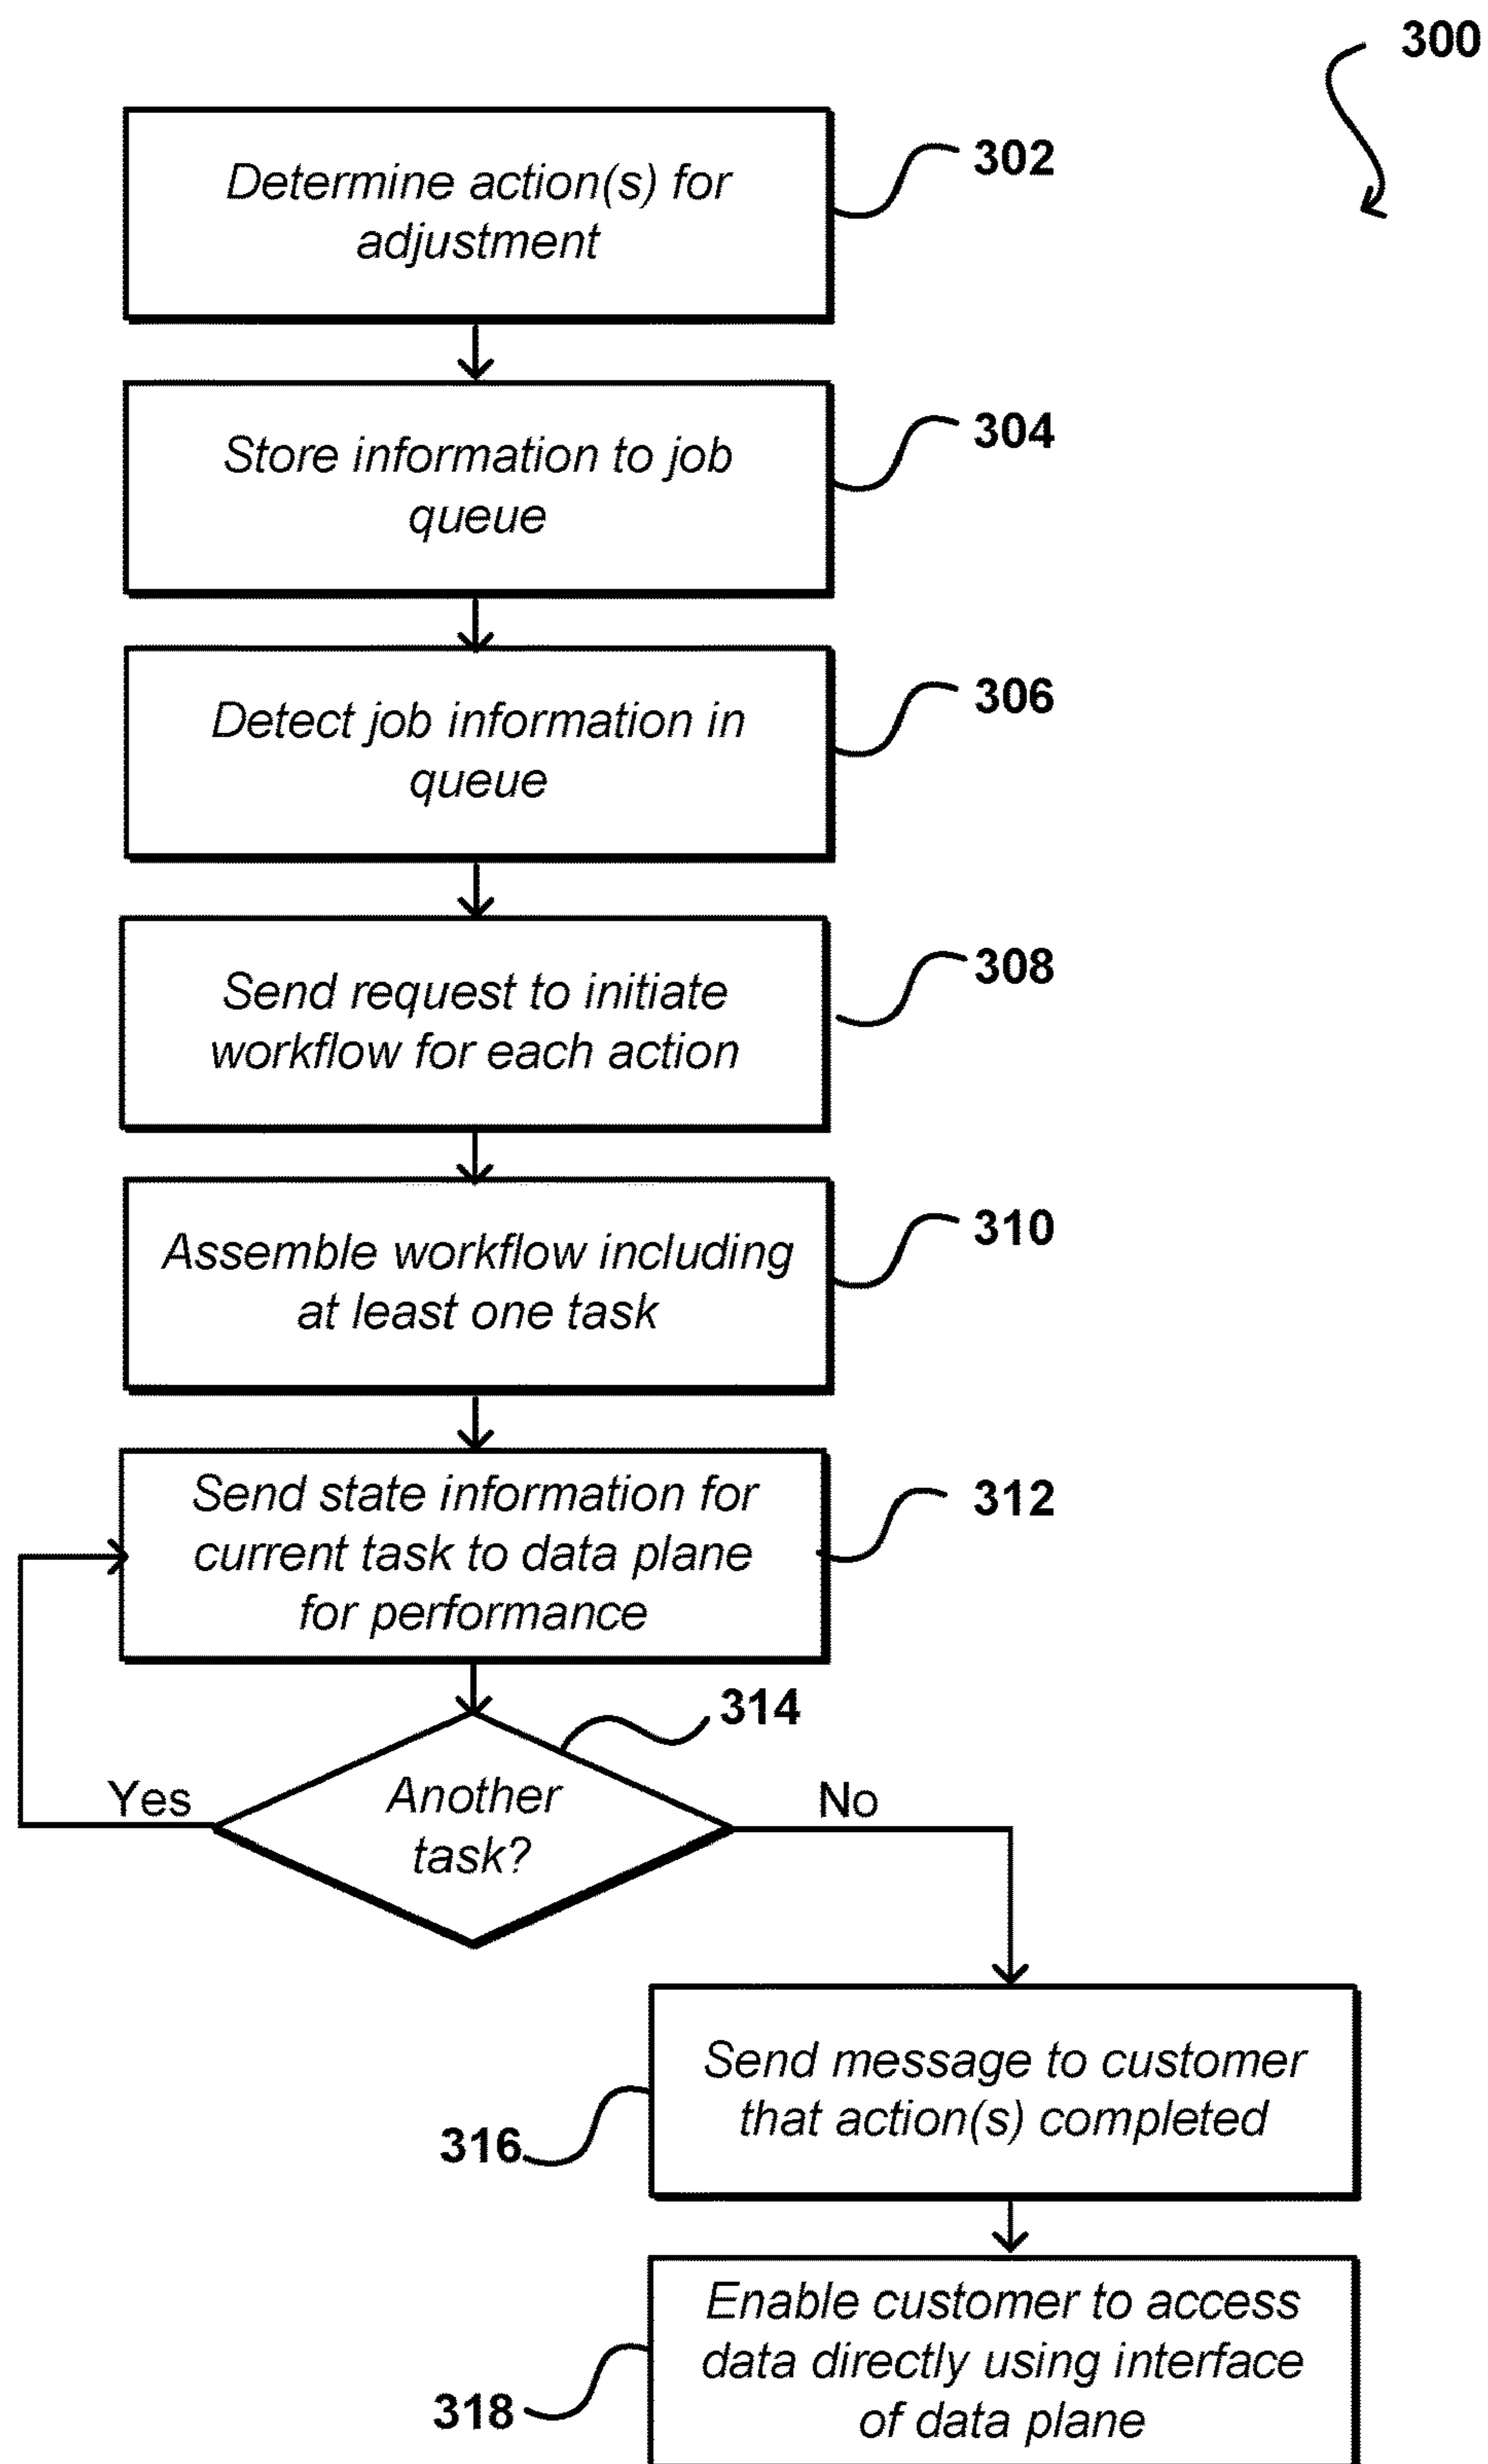 300
Determine action(s) for
adjustment
302
Store information to job
queue
304
Detect job information in
queue
306
Send request to initiate
workflow for each action
308
Assemble workflow including
at least one task
310
Send state information for
current task to data plane
for performance
312
314
Another
task?
Yes
No
Send message to customer
that action(s) completed
316
Enable customer to access
data directly using interface
of data plane
318